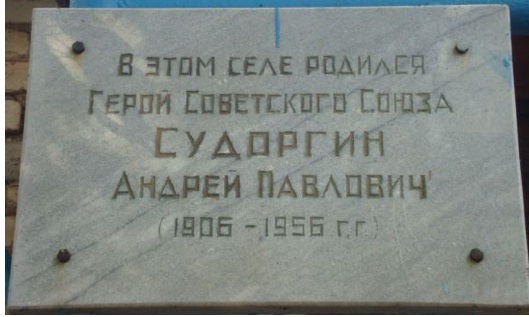 В ЭТОМ СЕЛЕ РОДИЛСЯ
ГЕРОЙ СОВЕТСКОГО СОЮЗА
СУДОРГИН
АНДРЕЙ ПАВЛОВИЧ
(1906 - 1956 г.г.)